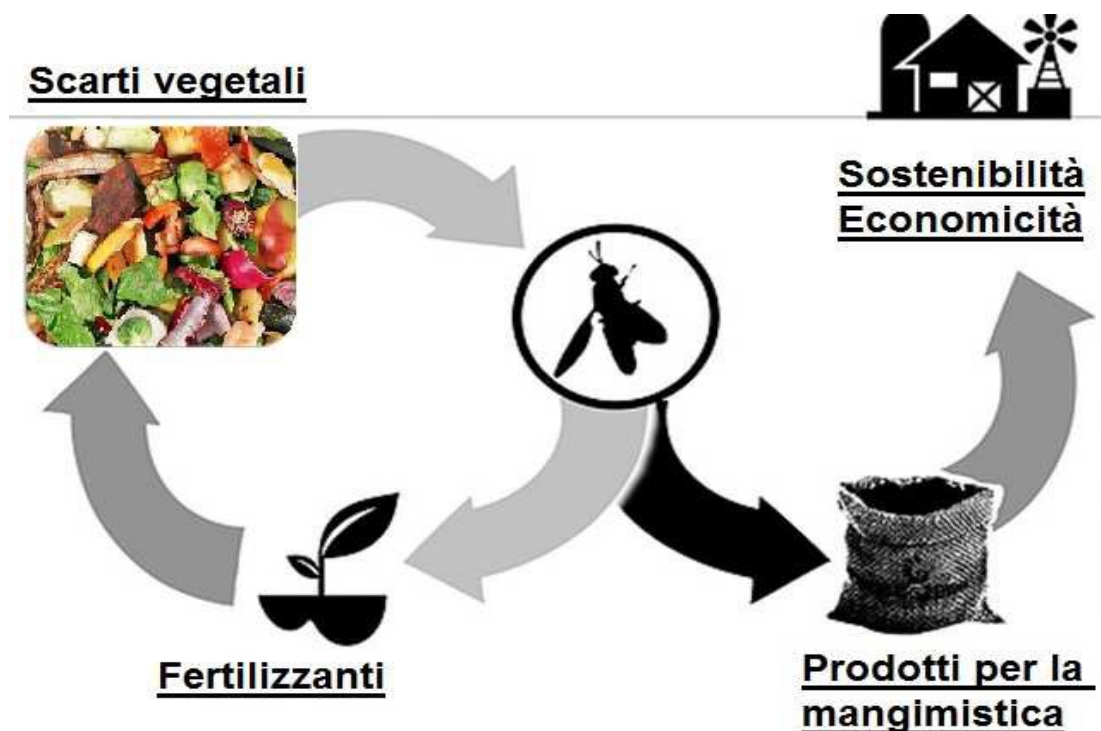 Scarti vegetali
Sostenibilità
Economicità
Fertilizzanti
Prodotti per la
mangimistica